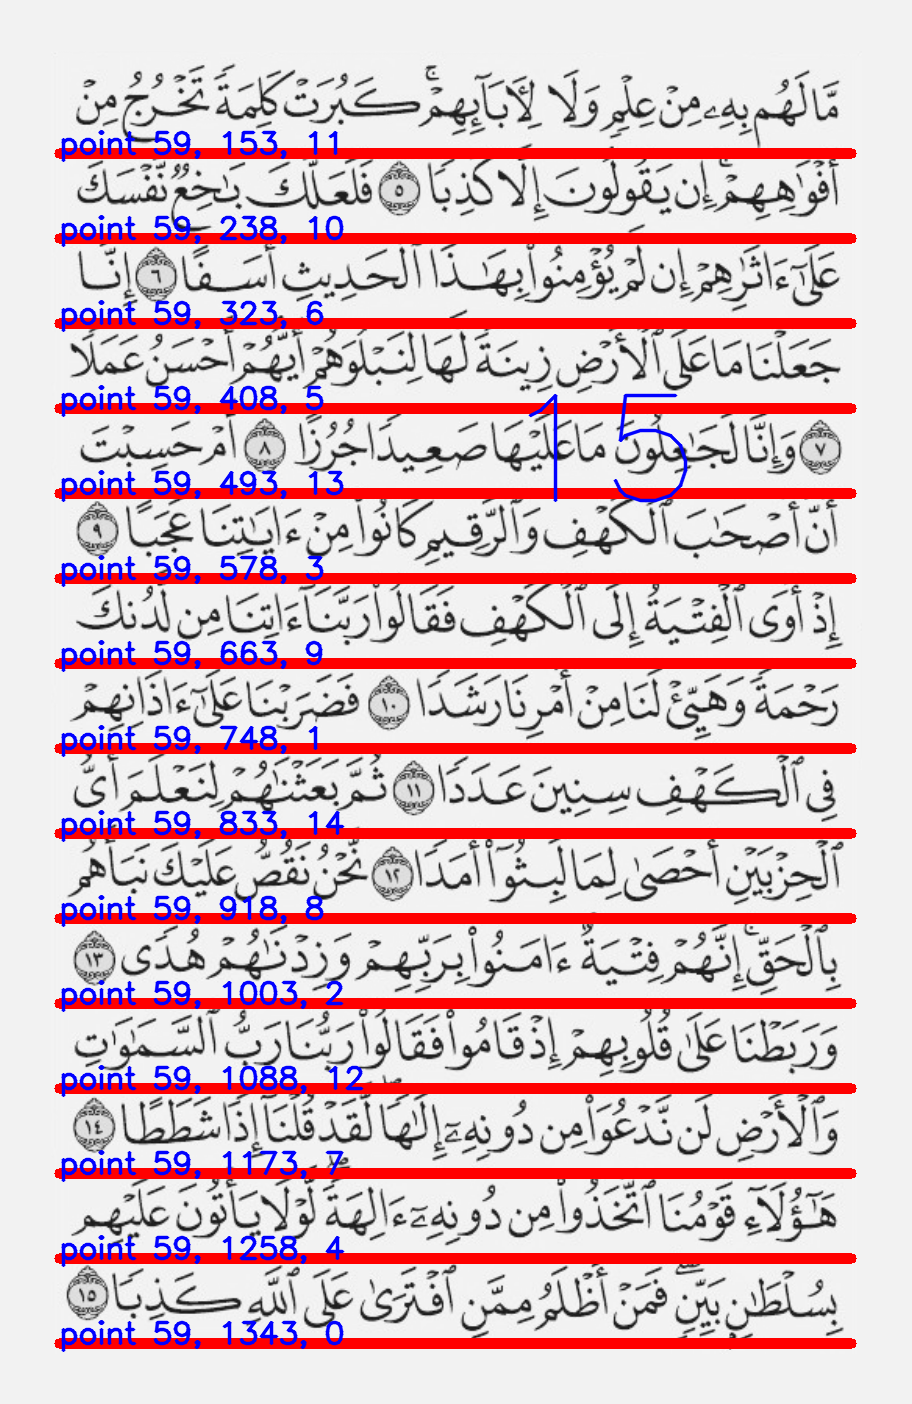 مَّا لَهُم بِهِۦ مِنْ عِلْمٍ وَلَا لِأَبَآئِهِمْ ۚ كَبُرَتْ كَلِمَةً تَخْرُجُ مِنْ
point 59, 153, 11
أَفْوَٰهِهِمْ ۚ إِن يَقُولُونَ إِلَّا كَذِبًا ٥ فَلَعَلَّكَ بَـٰخِعٌ نَّفْسَكَ
point 59, 238, 10
عَلَىٰٓ ءَاثَـٰرِهِمْ إِن لَّمْ يُؤْمِنُوا۟ بِهَـٰذَا ٱلْحَدِيثِ أَسَفًا ٦ إِنَّا
point 59, 323, 6
جَعَلْنَا مَا عَلَى ٱلْأَرْضِ زِينَةً لَّهَا لِنَبْلُوَهُمْ أَيُّهُمْ أَحْسَنُ عَمَلًا
point 59, 408, 5
15
٧ وَإِنَّا لَجَـٰعِلُونَ مَا عَلَيْهَا صَعِيدًا جُرُزًا ٨ أَمْ حَسِبْتَ
point 59, 493, 13
أَنَّ أَصْحَـٰبَ ٱلْكَهْفِ وَٱلرَّقِيمِ كَانُوا۟ مِنْ ءَايَـٰتِنَا عَجَبًا ٩
point 59, 578, 3
إِذْ أَوَى ٱلْفِتْيَةُ إِلَى ٱلْكَهْفِ فَقَالُوا۟ رَبَّنَآ ءَاتِنَا مِن لَّدُنكَ
point 59, 663, 9
رَحْمَةً وَهَيِّئْ لَنَا مِنْ أَمْرِنَا رَشَدًا ١٠ فَضَرَبْنَا عَلَىٰٓ ءَاذَانِهِمْ
point 59, 748, 1
فِى ٱلْكَهْفِ سِنِينَ عَدَدًا ١١ ثُمَّ بَعَثْنَـٰهُمْ لِنَعْلَمَ أَىُّ
point 59, 833, 14
ٱلْحِزْبَيْنِ أَحْصَىٰ لِمَا لَبِثُوٓا۟ أَمَدًا ١٢ نَّحْنُ نَقُصُّ عَلَيْكَ نَبَأَهُم
point 59, 918, 8
بِٱلْحَقِّ ۚ إِنَّهُمْ فِتْيَةٌ ءَامَنُوا۟ بِرَبِّهِمْ وَزِدْنَـٰهُمْ هُدًى ١٣
point 59, 1003, 2
وَرَبَطْنَا عَلَىٰ قُلُوبِهِمْ إِذْ قَامُوا۟ فَقَالُوا۟ رَبُّنَا رَبُّ ٱلسَّمَـٰوَٰتِ
point 59, 1088, 12
وَٱلْأَرْضِ لَن نَّدْعُوَا۟ مِن دُونِهِۦٓ إِلَـٰهًا ۖ لَّقَدْ قُلْنَآ إِذًا شَطَطًا ١٤
point 59, 1173, 7
هَـٰٓؤُلَآءِ قَوْمُنَا ٱتَّخَذُوا۟ مِن دُونِهِۦٓ ءَالِهَةً ۖ لَّوْلَا يَأْتُونَ عَلَيْهِم
point 59, 1258, 4
بِسُلْطَـٰنٍۭ بَيِّنٍ ۖ فَمَنْ أَظْلَمُ مِمَّنِ ٱفْتَرَىٰ عَلَى ٱللَّهِ كَذِبًا ١٥
point 59, 1343, 0